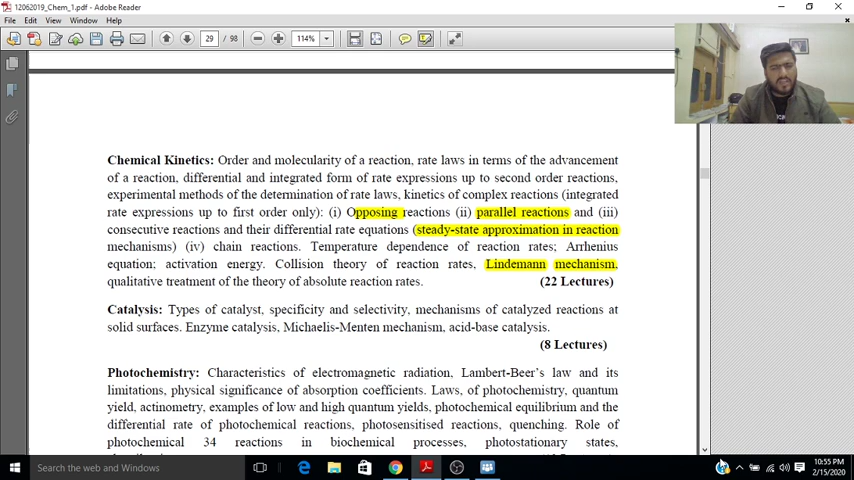 12062019_Chem_1.pdf - Adobe Reader
File Edit View Window Help
29 / 98 114%
Chemical Kinetics: Order and molecularity of a reaction, rate laws in terms of the advancement
of a reaction, differential and integrated form of rate expressions up to second order reactions,
experimental methods of the determination of rate laws, kinetics of complex reactions (integrated
rate expressions up to first order only): (i) Opposing reactions (ii) parallel reactions and (iii)
consecutive reactions and their differential rate equations (steady-state approximation in reaction
mechanisms) (iv) chain reactions. Temperature dependence of reaction rates; Arrhenius
equation; activation energy. Collision theory of reaction rates, Lindemann mechanism,
qualitative treatment of the theory of absolute reaction rates. (22 Lectures)
Catalysis: Types of catalyst, specificity and selectivity, mechanisms of catalyzed reactions at
solid surfaces. Enzyme catalysis, Michaelis-Menten mechanism, acid-base catalysis.
(8 Lectures)
Photochemistry: Characteristics of electromagnetic radiation, Lambert-Beer's law and its
limitations, physical significance of absorption coefficients. Laws, of photochemistry, quantum
yield, actinometry, examples of low and high quantum yields, photochemical equilibrium and the
differential rate of photochemical reactions, photosensitised reactions, quenching. Role of
photochemical 34 reactions in biochemical processes, photostationary states,
Search the web and Windows
10:55 PM
2/15/2020